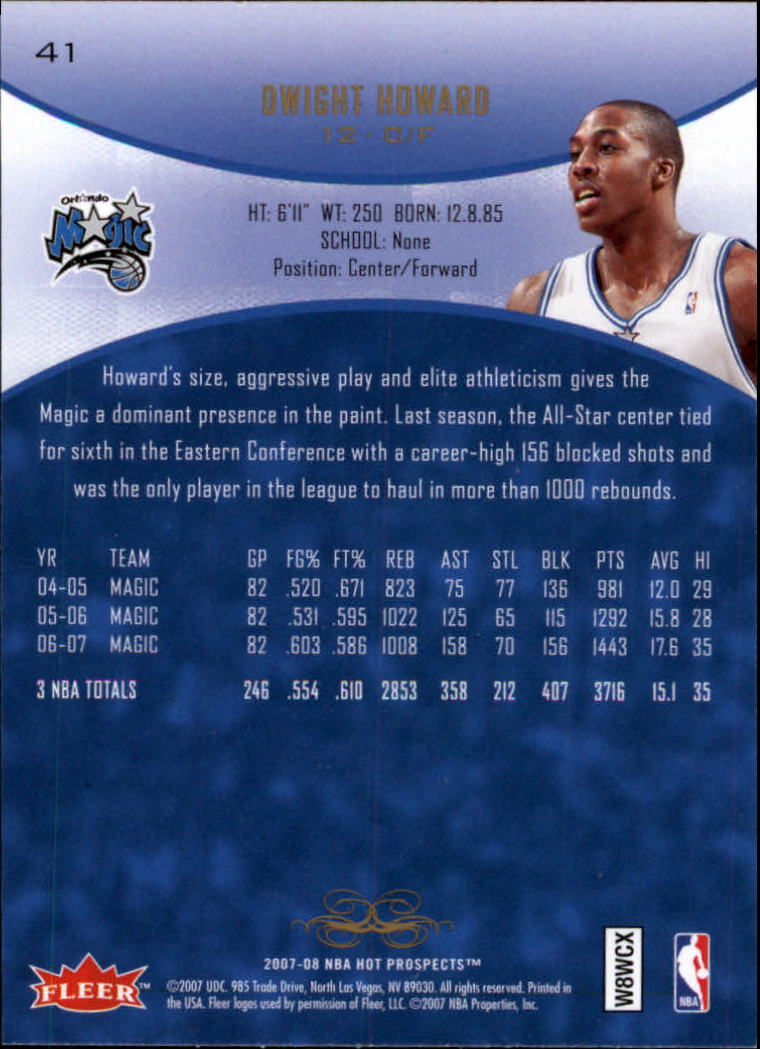 41
DWIGHT HOWARD
12 · C/F
Orlando
Magic
HT: 6'11" WT: 250 BORN: 12.8.85
SCHOOL: None
Position: Center/Forward
Howard's size, aggressive play and elite athleticism gives the
Magic a dominant presence in the paint. Last season, the All-Star center tied
for sixth in the Eastern Conference with a career-high 156 blocked shots and
was the only player in the league to haul in more than 1000 rebounds.
YR TEAM GP FG% FT% REB AST STL BLK PTS AVG HI
04-05 MAGIC 82 .520 .671 823 75 77 136 981 12.0 29
05-06 MAGIC 82 .531 .595 1022 125 65 115 1292 15.8 28
06-07 MAGIC 82 .603 .586 1008 158 70 156 1443 17.6 35
3 NBA TOTALS 246 .554 .610 2853 358 212 407 3716 15.1 35
2007-08 NBA HOT PROSPECTS™
FLEER™
©2007 UDC. 985 Trade Drive, North Las Vegas, NV 89030. All rights reserved. Printed in
the USA. Fleer logos used by permission of Fleer, LLC. ©2007 NBA Properties, Inc.
W8WCX
NBA